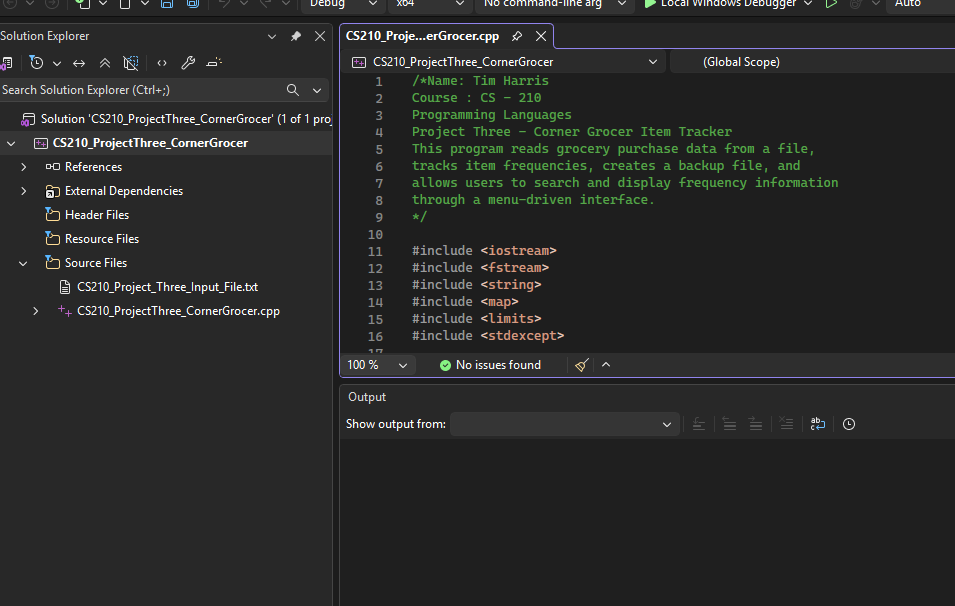 Debug x64 No command-line arg Local Windows Debugger Auto
Solution Explorer
Search Solution Explorer (Ctrl+;)
Solution 'CS210_ProjectThree_CornerGrocer' (1 of 1 pro
CS210_ProjectThree_CornerGrocer
References
External Dependencies
Header Files
Resource Files
Source Files
CS210_Project_Three_Input_File.txt
CS210_ProjectThree_CornerGrocer.cpp
CS210_Proje...erGrocer.cpp
CS210_ProjectThree_CornerGrocer (Global Scope)
1 /*Name: Tim Harris
2 Course : CS - 210
3 Programming Languages
4 Project Three - Corner Grocer Item Tracker
5 This program reads grocery purchase data from a file,
6 tracks item frequencies, creates a backup file, and
7 allows users to search and display frequency information
8 through a menu-driven interface.
9 */
10
11 #include <iostream>
12 #include <fstream>
13 #include <string>
14 #include <map>
15 #include <limits>
16 #include <stdexcept>
17
100 % No issues found
Output
Show output from: